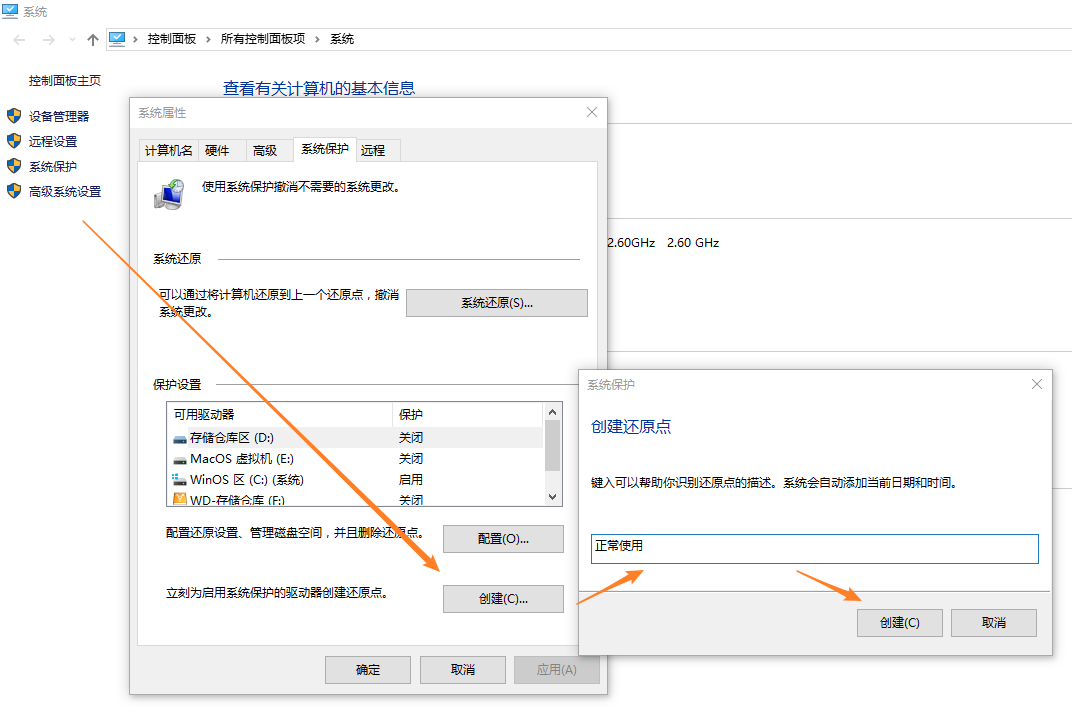 系统
控制面板 › 所有控制面板项 › 系统
控制面板主页
设备管理器
远程设置
系统保护
高级系统设置
查看有关计算机的基本信息
2.60GHz 2.60 GHz
系统属性
计算机名 硬件 高级 系统保护 远程
使用系统保护撤消不需要的系统更改。
系统还原
可以通过将计算机还原到上一个还原点，撤消
系统更改。
系统还原(S)...
保护设置
可用驱动器 保护
存储仓库区 (D:) 关闭
MacOS 虚拟机 (E:) 关闭
WinOS 区 (C:) (系统) 启用
WD-存储仓库 (F:) 关闭
配置还原设置、管理磁盘空间，并且删除还原点。
配置(O)...
立刻为启用系统保护的驱动器创建还原点。
创建(C)...
确定 取消 应用(A)
系统保护
创建还原点
键入可以帮助你识别还原点的描述。系统会自动添加当前日期和时间。
正常使用
创建(C) 取消